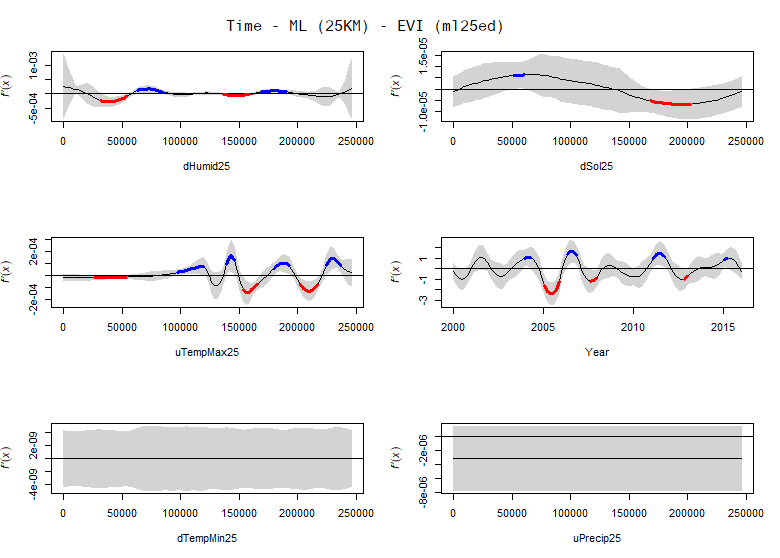 Time - ML (25KM) - EVI (ml25ed)
f'(x)
-5e-04
1e-03
0 50000 100000 150000 200000 250000
dHumid25
f'(x)
-1.0e-05
1.5e-05
0 50000 100000 150000 200000 250000
dSol25
f'(x)
-2e-04
2e-04
0 50000 100000 150000 200000 250000
uTempMax25
f'(x)
-3 -1 1
2000 2005 2010 2015
Year
f'(x)
-4e-09
2e-09
0 50000 100000 150000 200000 250000
dTempMin25
f'(x)
-8e-06
-2e-06
0 50000 100000 150000 200000 250000
uPrecip25